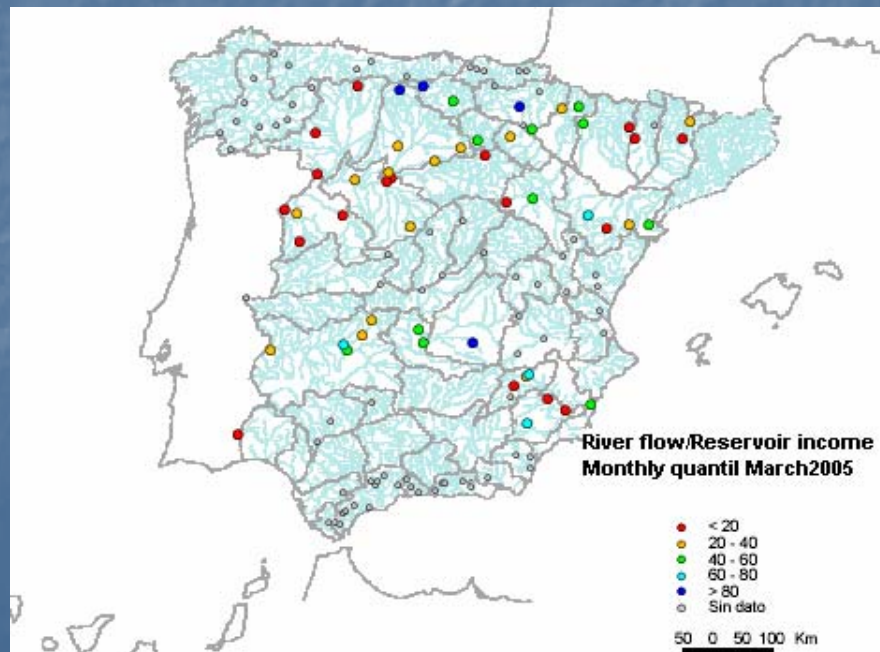 River flow/Reservoir income
Monthly quantil March2005
< 20
20 - 40
40 - 60
60 - 80
> 80
Sin dato
50 0 50 100 Km